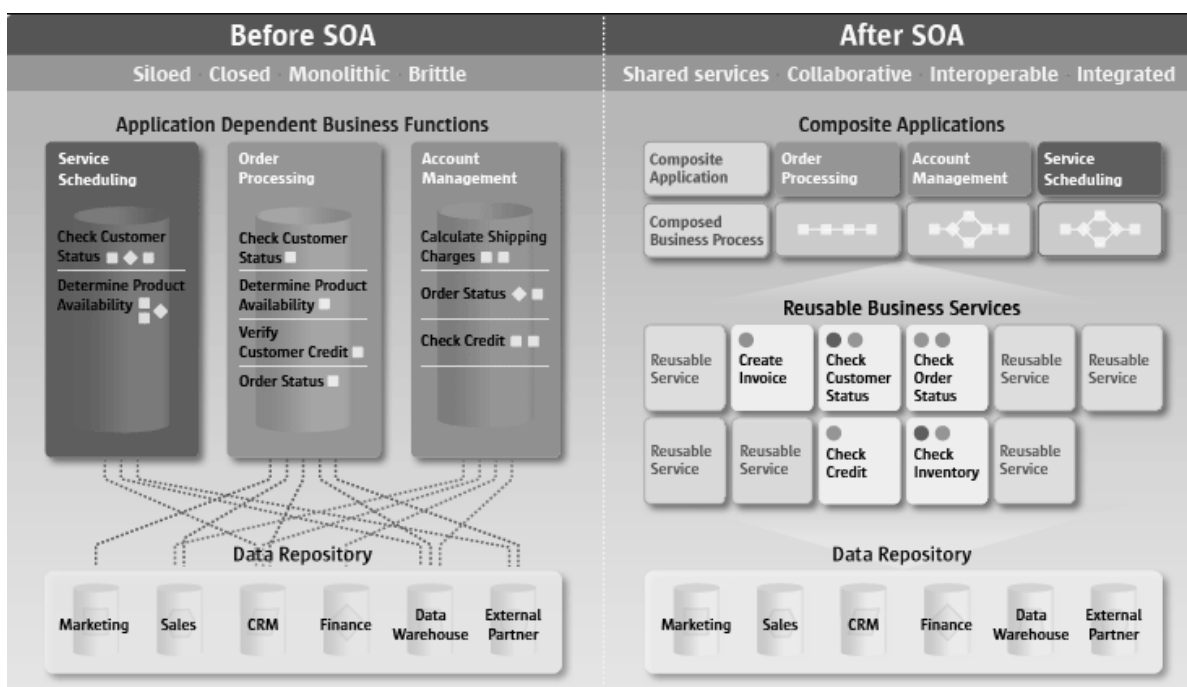 Before SOA
Siloed · Closed · Monolithic · Brittle
Application Dependent Business Functions
Service
Scheduling
Check Customer
Status
Determine Product
Availability
Order
Processing
Check Customer
Status
Determine Product
Availability
Verify
Customer Credit
Order Status
Account
Management
Calculate Shipping
Charges
Order Status
Check Credit
Data Repository
Marketing
Sales
CRM
Finance
Data
Warehouse
External
Partner
After SOA
Shared services · Collaborative · Interoperable · Integrated
Composite Applications
Composite
Application
Order
Processing
Account
Management
Service
Scheduling
Composed
Business Process
Reusable Business Services
Reusable
Service
Create
Invoice
Check
Customer
Status
Check
Order
Status
Reusable
Service
Reusable
Service
Reusable
Service
Reusable
Service
Check
Credit
Check
Inventory
Reusable
Service
Data Repository
Marketing
Sales
CRM
Finance
Data
Warehouse
External
Partner